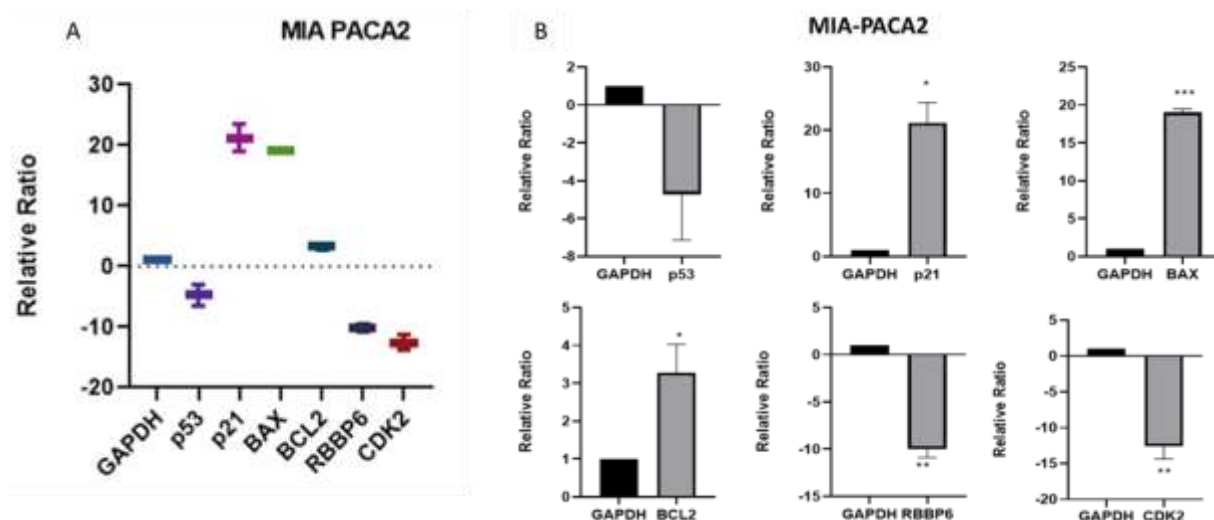 A
MIA PACA2
Relative Ratio
30
20
10
0
-10
-20
GAPDH
p53
p21
BAX
BCL2
RBBP6
CDK2
B
MIA-PACA2
Relative Ratio
2
0
-2
-4
-6
-8
GAPDH p53
Relative Ratio
30
20
10
0
*
GAPDH p21
Relative Ratio
25
20
15
10
5
0
***
GAPDH BAX
Relative Ratio
5
4
3
2
1
0
*
GAPDH BCL2
Relative Ratio
5
0
-5
-10
-15
**
GAPDH RBBP6
Relative Ratio
5
0
-5
-10
-15
-20
**
GAPDH CDK2